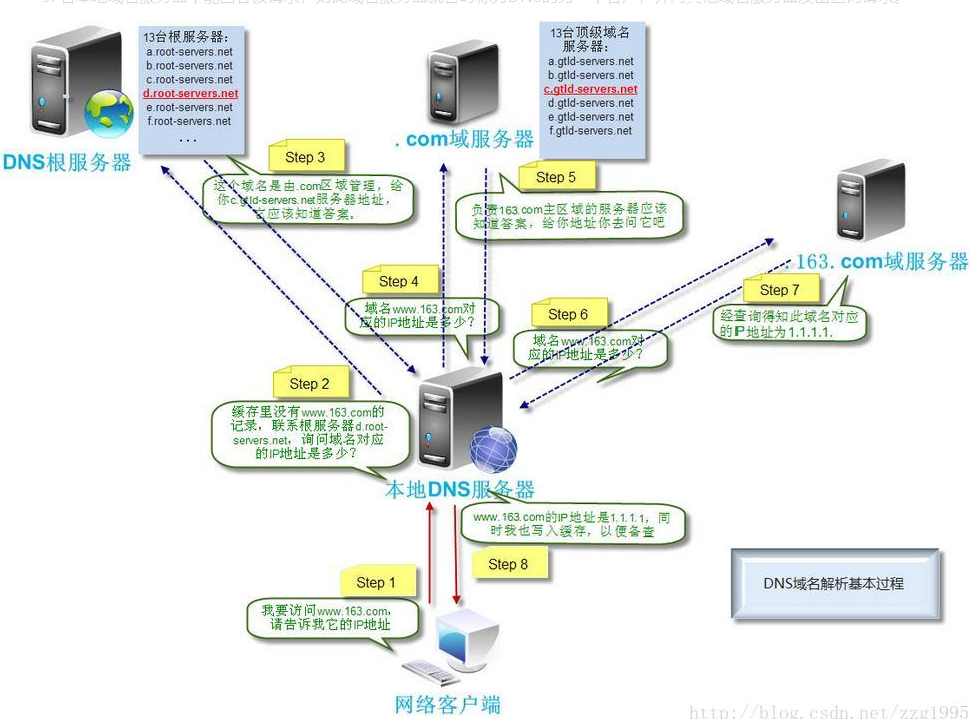 13台根服务器：
a.root-servers.net
b.root-servers.net
c.root-servers.net
d.root-servers.net
e.root-servers.net
f.root-servers.net
...
DNS根服务器
13台顶级域名
服务器：
a.gtld-servers.net
b.gtld-servers.net
c.gtld-servers.net
d.gtld-servers.net
e.gtld-servers.net
f.gtld-servers.net
.com域服务器
Step 3
这个域名是由.com区域管理，给
你c.gtld-servers.net服务器地址，
它应该知道答案。
Step 5
负责163.com主区域的服务器应该
知道答案，给你地址你去问它吧
.163.com域服务器
Step 4
域名www.163.com对
应的IP地址是多少？
Step 6
域名www.163.com对
应的IP地址是多少？
Step 7
经查询得知此域名对应
的IP地址为1.1.1.1.
Step 2
缓存里没有www.163.com的
记录，联系根服务器d.root-
servers.net，询问域名对应
的IP地址是多少？
本地DNS服务器
www.163.com的IP地址是1.1.1.1，同
时我也写入缓存，以便备查
Step 8
Step 1
我要访问www.163.com，
请告诉我它的IP地址
网络客户端
DNS域名解析基本过程
http://blog.csdn.net/zzg1995